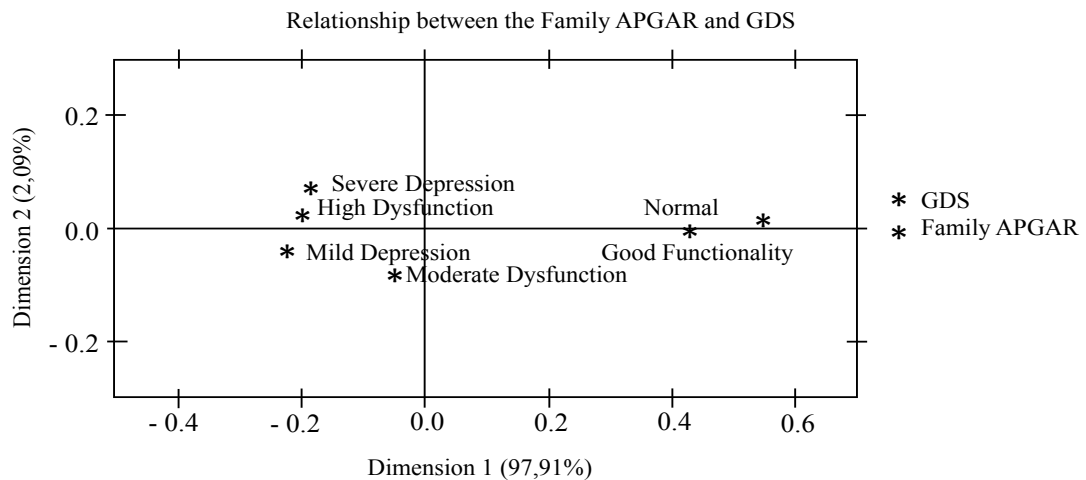 Relationship between the Family APGAR and GDS
0.2
Severe Depression
High Dysfunction
Normal
* GDS
0.0
* Family APGAR
Mild Depression
Good Functionality
Moderate Dysfunction
- 0.2
Dimension 2 (2,09%)
- 0.4
- 0.2
0.0
0.2
0.4
0.6
Dimension 1 (97,91%)